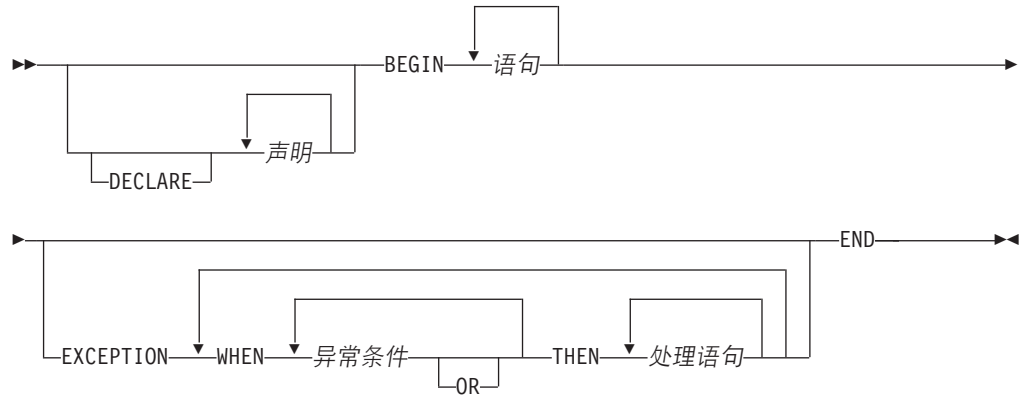 BEGIN 语句
声明
DECLARE
END
EXCEPTION WHEN 异常条件 THEN 处理语句
OR